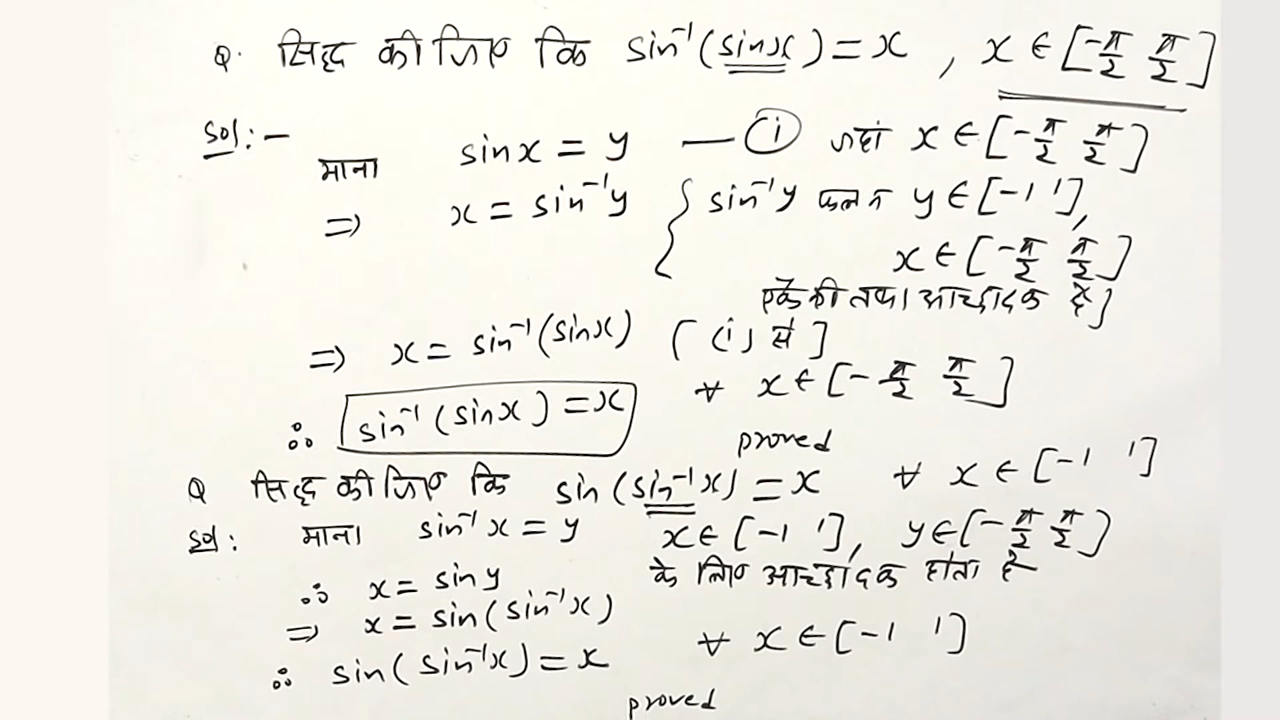 Q. सिद्ध कीजिए कि sin⁻¹(sinx) = x , x ∈ [-π/2 π/2]
Sol:-
माना sinx = y — (i) जहां x ∈ [-π/2 π/2]
⇒ x = sin⁻¹y { sin⁻¹y फलन y ∈ [-1 1],
x ∈ [-π/2 π/2]
एकैकी तथा आच्छादक है]
⇒ x = sin⁻¹(sinx) [(i) से]
∀ x ∈ [-π/2 π/2]
∴ sin⁻¹(sinx) = x
proved
Q सिद्ध कीजिए कि sin(sin⁻¹x) = x ∀ x ∈ [-1 1]
Sol: माना sin⁻¹x = y x ∈ [-1 1], y ∈ [-π/2 π/2]
∴ x = siny के लिए आच्छादक होता है
⇒ x = sin(sin⁻¹x)
∴ sin(sin⁻¹x) = x ∀ x ∈ [-1 1]
proved